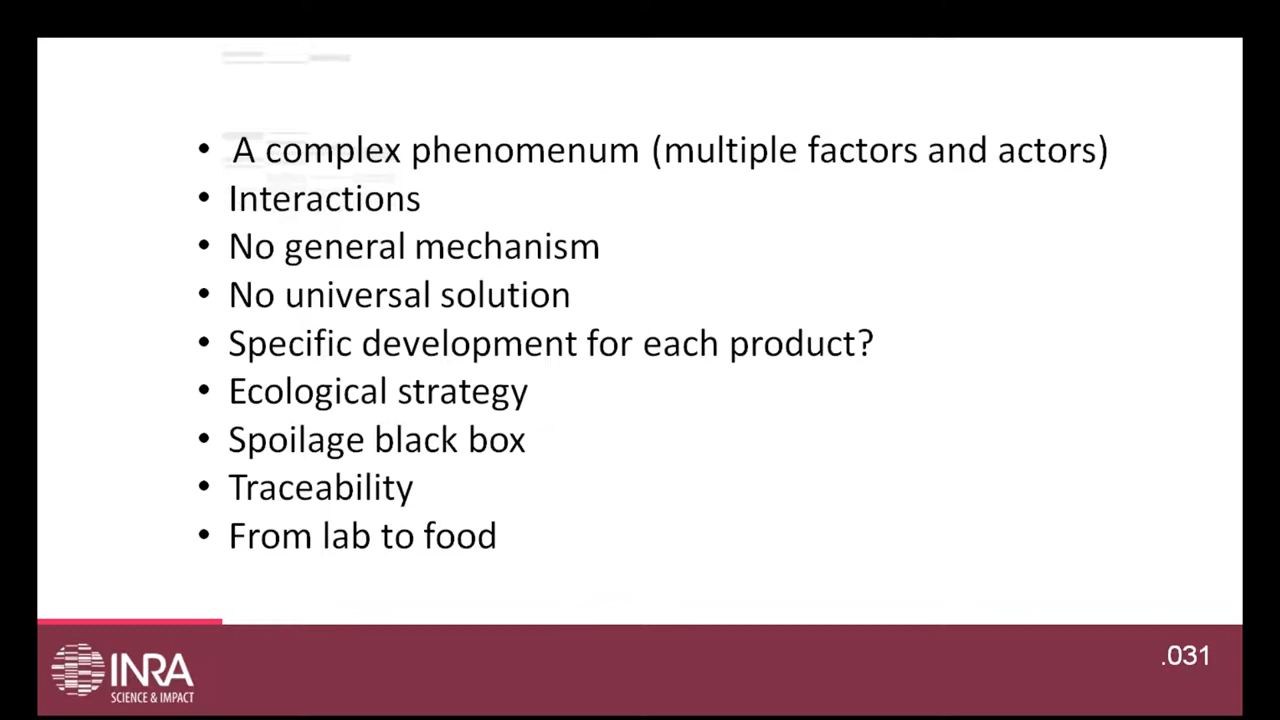 • A complex phenomenum (multiple factors and actors)
• Interactions
• No general mechanism
• No universal solution
• Specific development for each product?
• Ecological strategy
• Spoilage black box
• Traceability
• From lab to food
INRA
SCIENCE & IMPACT
.031